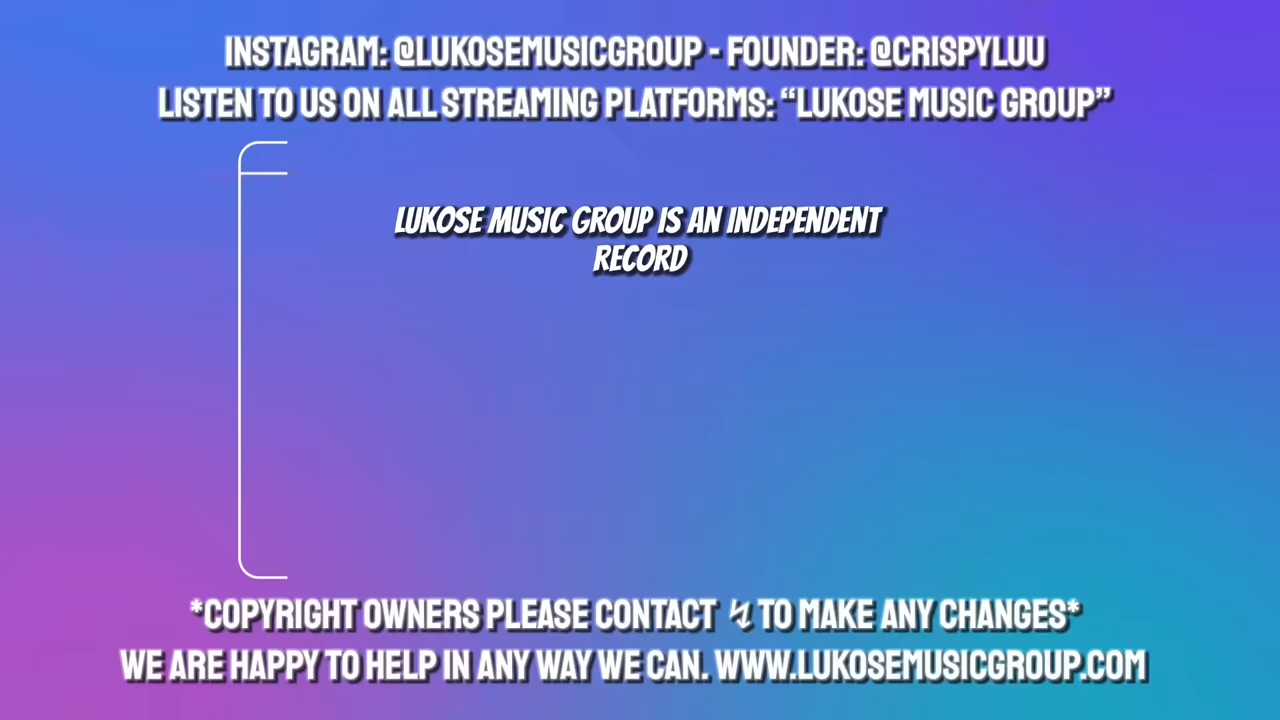 INSTAGRAM: @LUKOSEMUSICGROUP - FOUNDER: @CRISPYLUU
LISTEN TO US ON ALL STREAMING PLATFORMS: “LUKOSE MUSIC GROUP”
LUKOSE MUSIC GROUP IS AN INDEPENDENT
RECORD
*COPYRIGHT OWNERS PLEASE CONTACT ↯ TO MAKE ANY CHANGES*
WE ARE HAPPY TO HELP IN ANY WAY WE CAN. WWW.LUKOSEMUSICGROUP.COM